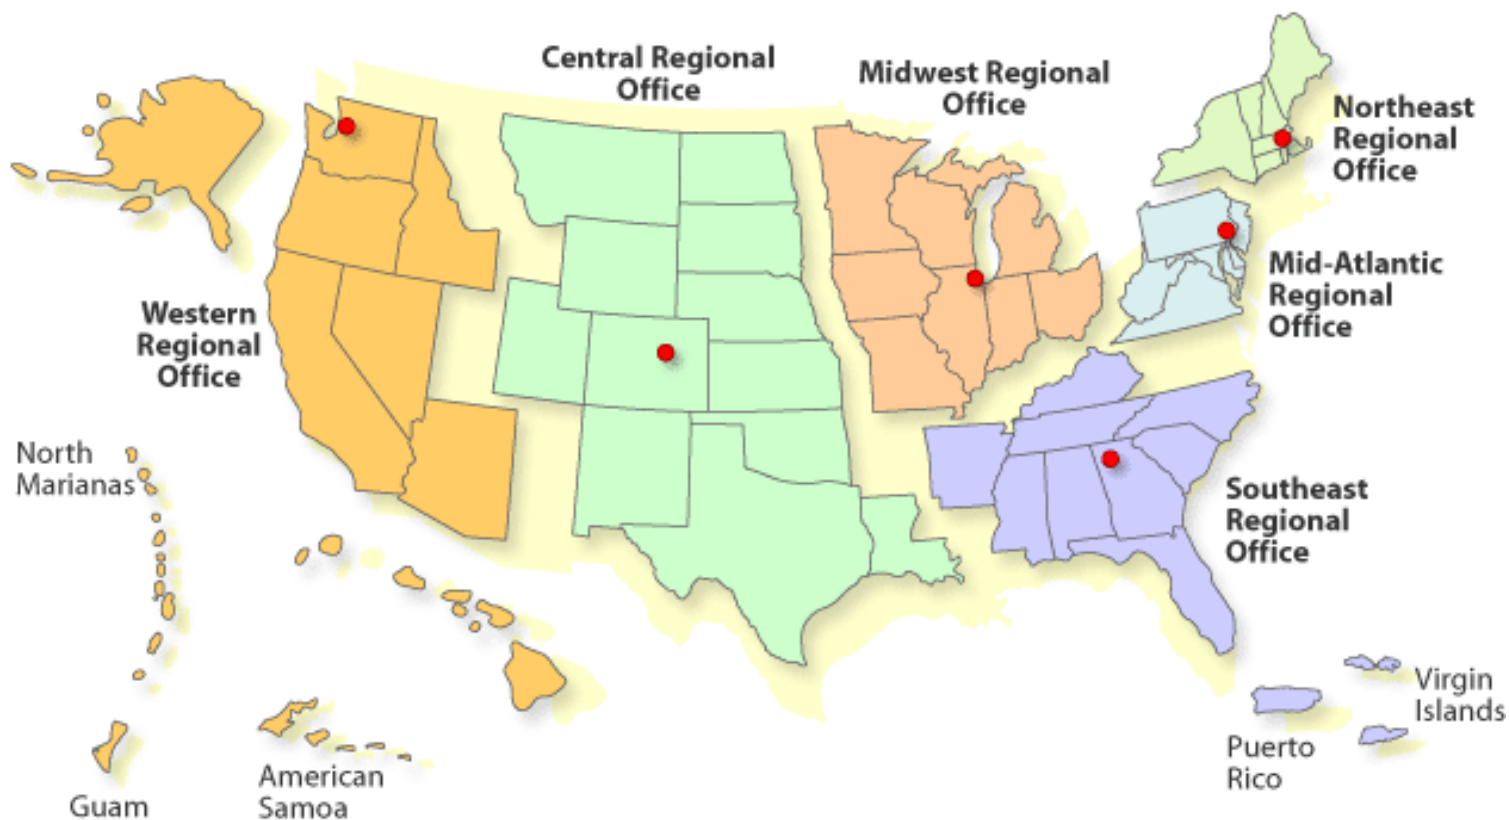 Central Regional
Office
Midwest Regional
Office
Northeast
Regional
Office
Mid-Atlantic
Regional
Office
Western
Regional
Office
North
Marianas
Southeast
Regional
Office
Virgin
Islands
Puerto
Rico
American
Samoa
Guam